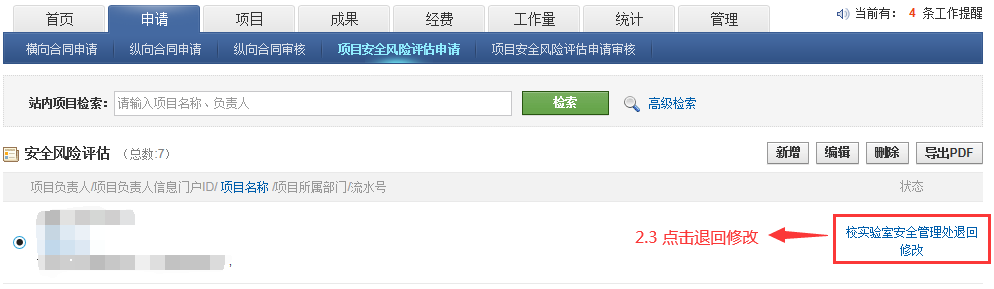 首页 申请 项目 成果 经费 工作量 统计 管理 当前有： 4 条工作提醒
横向合同申请 纵向合同申请 纵向合同审核 项目安全风险评估申请 项目安全风险评估申请审核
站内项目检索： 请输入项目名称、负责人 检索 高级检索
安全风险评估 （总数:7） 新增 编辑 删除 导出PDF
项目负责人/项目负责人信息门户ID/ 项目名称 /项目所属部门/流水号 状态
2.3 点击退回修改 校实验室安全管理处退回
修改